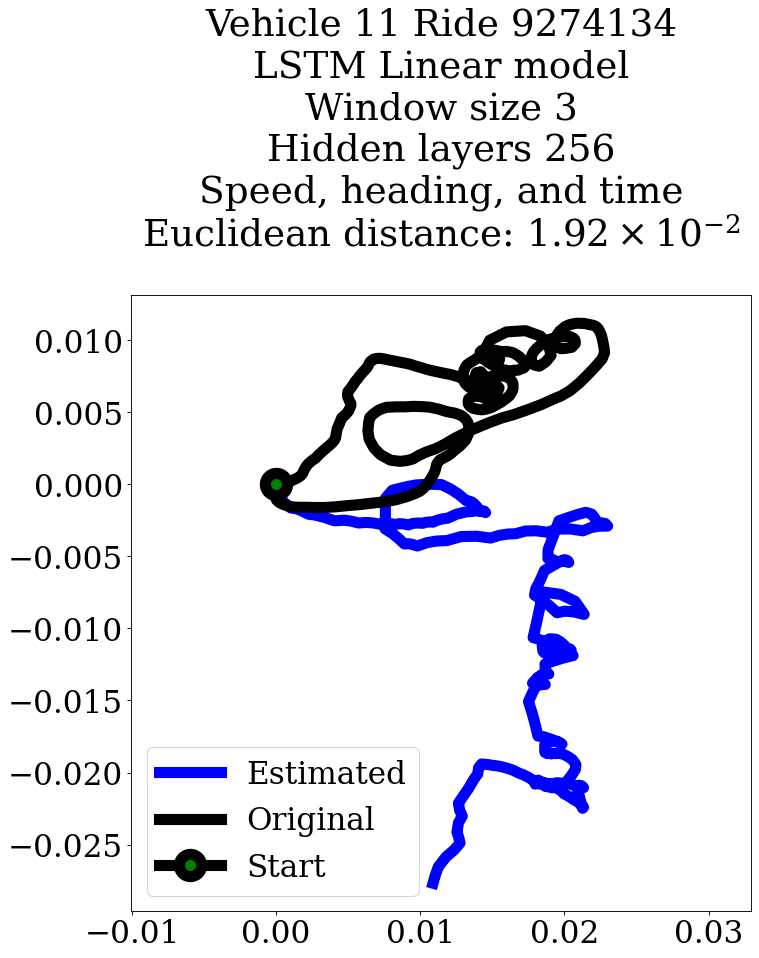 Vehicle 11 Ride 9274134
LSTM Linear model
Window size 3
Hidden layers 256
Speed, heading, and time
Euclidean distance: 1.92 × 10⁻²
0.010
0.005
0.000
−0.005
−0.010
−0.015
−0.020
−0.025
Estimated
Original
Start
−0.01 0.00 0.01 0.02 0.03